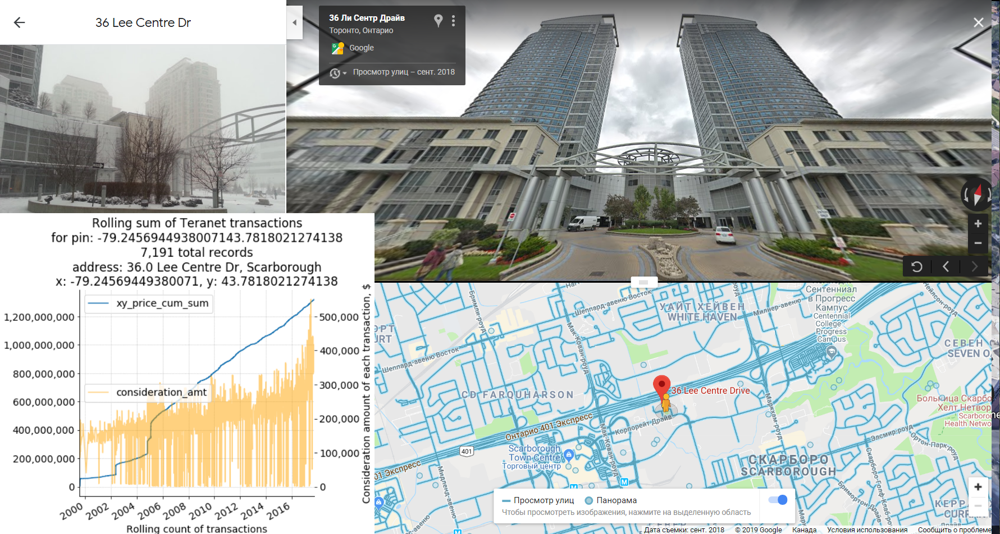 36 Lee Centre Dr
36 Ли Сентр Драйв
Торонто, Онтарио
Google
Просмотр улиц – сент. 2018
Rolling sum of Teranet transactions
for pin: -79.2456944938007143.7818021274138
7,191 total records
address: 36.0 Lee Centre Dr, Scarborough
x: -79.24569449380071, y: 43.7818021274138
xy_price_cum_sum
consideration_amt
1,200,000,000
1,000,000,000
800,000,000
600,000,000
400,000,000
200,000,000
0
500,000
400,000
300,000
200,000
100,000
0
Consideration amount of each transaction, $
2000
2002
2004
2006
2008
2010
2012
2014
2016
Rolling count of transactions
Бримли-роуд
Шеппард-авеню Восток
УАЙТ ХЕЙВЕН
WHITE HAVEN
Милнер-авеню
Сентенниал
в Прогресс
Кампус
Centennial
College -
Progress
Campus
Нейлсон-роуд
СЕВЕН
SEVEN O
Шеппард-авеню Восток
Мак-Кован-роуд
CD FARQUHARSON
36 Lee Centre Drive
Маркхам-роуд
Больница Скарбо
Хелт Нетвор
Scarboro
Health Netwo
Онтарио 401 Экспресс
Корпорейт-Драйв
Элсмир-роуд
Ортон-Парк-роуд
401
Scarborough
Town Centre
Торговый центр
Мак-Кован-роуд
СКАРБОРО
SCARBOROUGH
01 Экспресс
Мидленд-авеню
Скарборо-Голф-Клаб
Бримортон-Драйв
M
M
M
КЕРР
CURR
Просмотр улиц
Панорама
Чтобы просмотреть изображения, нажмите на выделенную область
Дата съемки: сент. 2018
© 2019 Google
Канада
Условия использования
Сообщить о проблеме